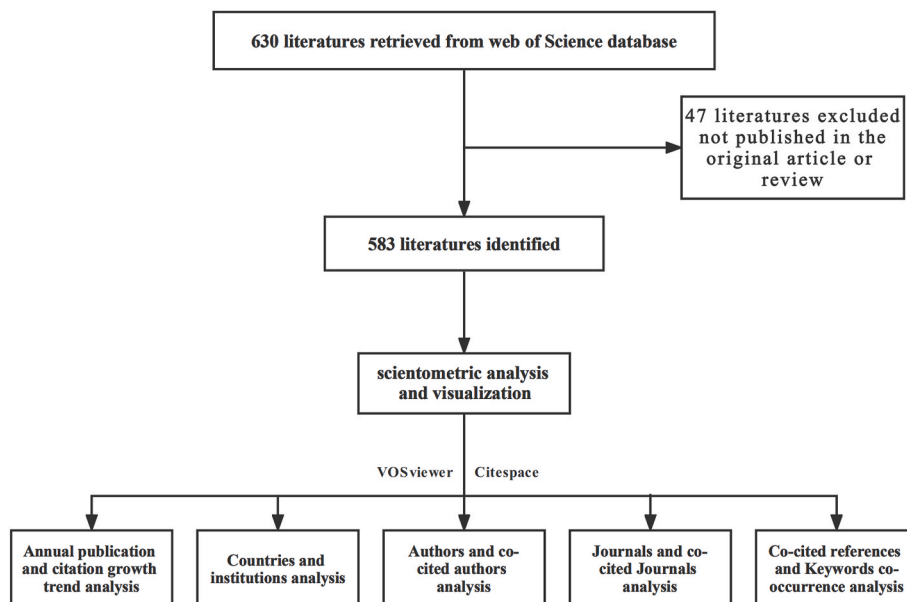 630 literatures retrieved from web of Science database
47 literatures excluded
not published in the
original article or
review
583 literatures identified
scientometric analysis
and visualization
VOSviewer
Citespace
Annual publication
and citation growth
trend analysis
Countries and
institutions analysis
Authors and co-
cited authors
analysis
Journals and co-
cited Journals
analysis
Co-cited references
and Keywords co-
occurrence analysis